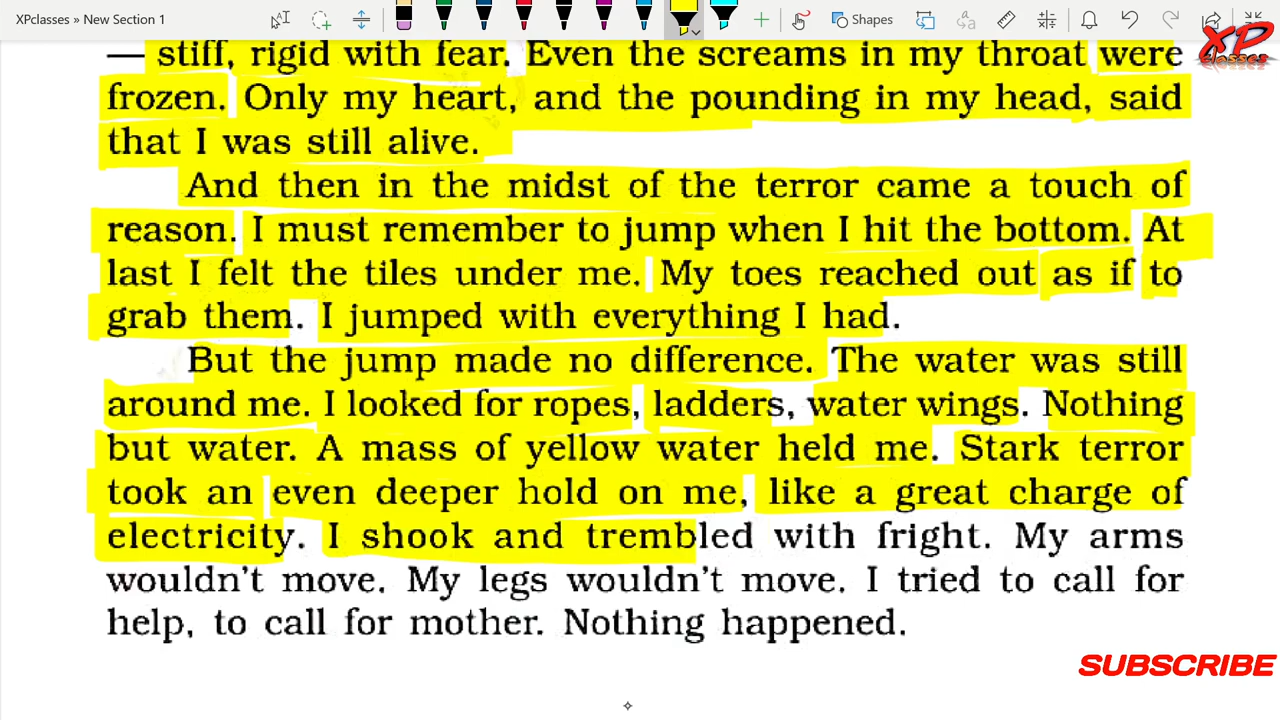 XPclasses » New Section 1
Shapes
XP
classes
— stiff, rigid with fear. Even the screams in my throat were
frozen. Only my heart, and the pounding in my head, said
that I was still alive.
And then in the midst of the terror came a touch of
reason. I must remember to jump when I hit the bottom. At
last I felt the tiles under me. My toes reached out as if to
grab them. I jumped with everything I had.
But the jump made no difference. The water was still
around me. I looked for ropes, ladders, water wings. Nothing
but water. A mass of yellow water held me. Stark terror
took an even deeper hold on me, like a great charge of
electricity. I shook and trembled with fright. My arms
wouldn't move. My legs wouldn't move. I tried to call for
help, to call for mother. Nothing happened.
SUBSCRIBE